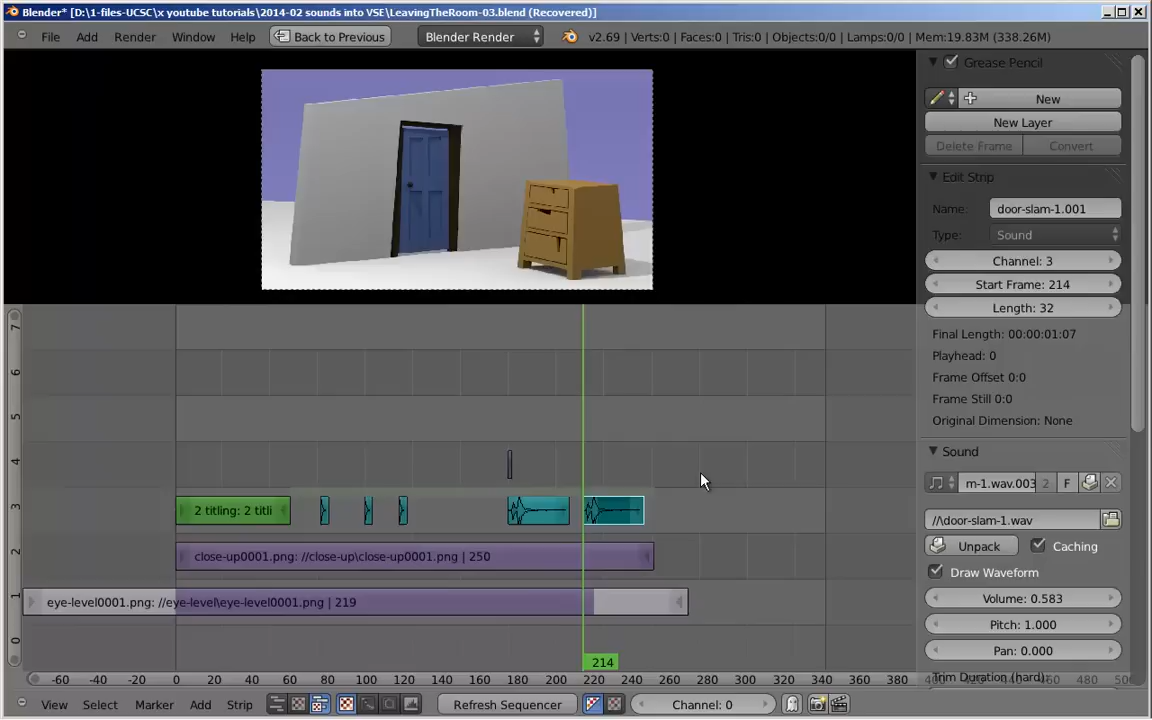 Blender* [D:\1-files-UCSC\x youtube tutorials\2014-02 sounds into VSE\LeavingTheRoom-03.blend (Recovered)]
File Add Render Window Help Back to Previous Blender Render v2.69 | Verts:0 | Faces:0 | Tris:0 | Objects:0/0 | Lamps:0/0 | Mem:19.83M (338.26M)
Grease Pencil
New
New Layer
Delete Frame Convert
Edit Strip
Name: door-slam-1.001
Type: Sound
Channel: 3
Start Frame: 214
Length: 32
Final Length: 00:00:01:07
Playhead: 0
Frame Offset 0:0
Frame Still 0:0
Original Dimension: None
Sound
m-1.wav.003 2 F
//door-slam-1.wav
Unpack Caching
Draw Waveform
Volume: 0.583
Pitch: 1.000
Pan: 0.000
Trim Duration (hard):
7
6
5
4
3
2 titling: 2 titli
2
close-up0001.png: //close-up\close-up0001.png | 250
1
eye-level0001.png: //eye-level\eye-level0001.png | 219
0
214
-60 -40 -20 0 20 40 60 80 100 120 140 160 180 200 220 240 260 280 300 320 340 360 380 400 420 440 460 480 500
View Select Marker Add Strip Refresh Sequencer Channel: 0